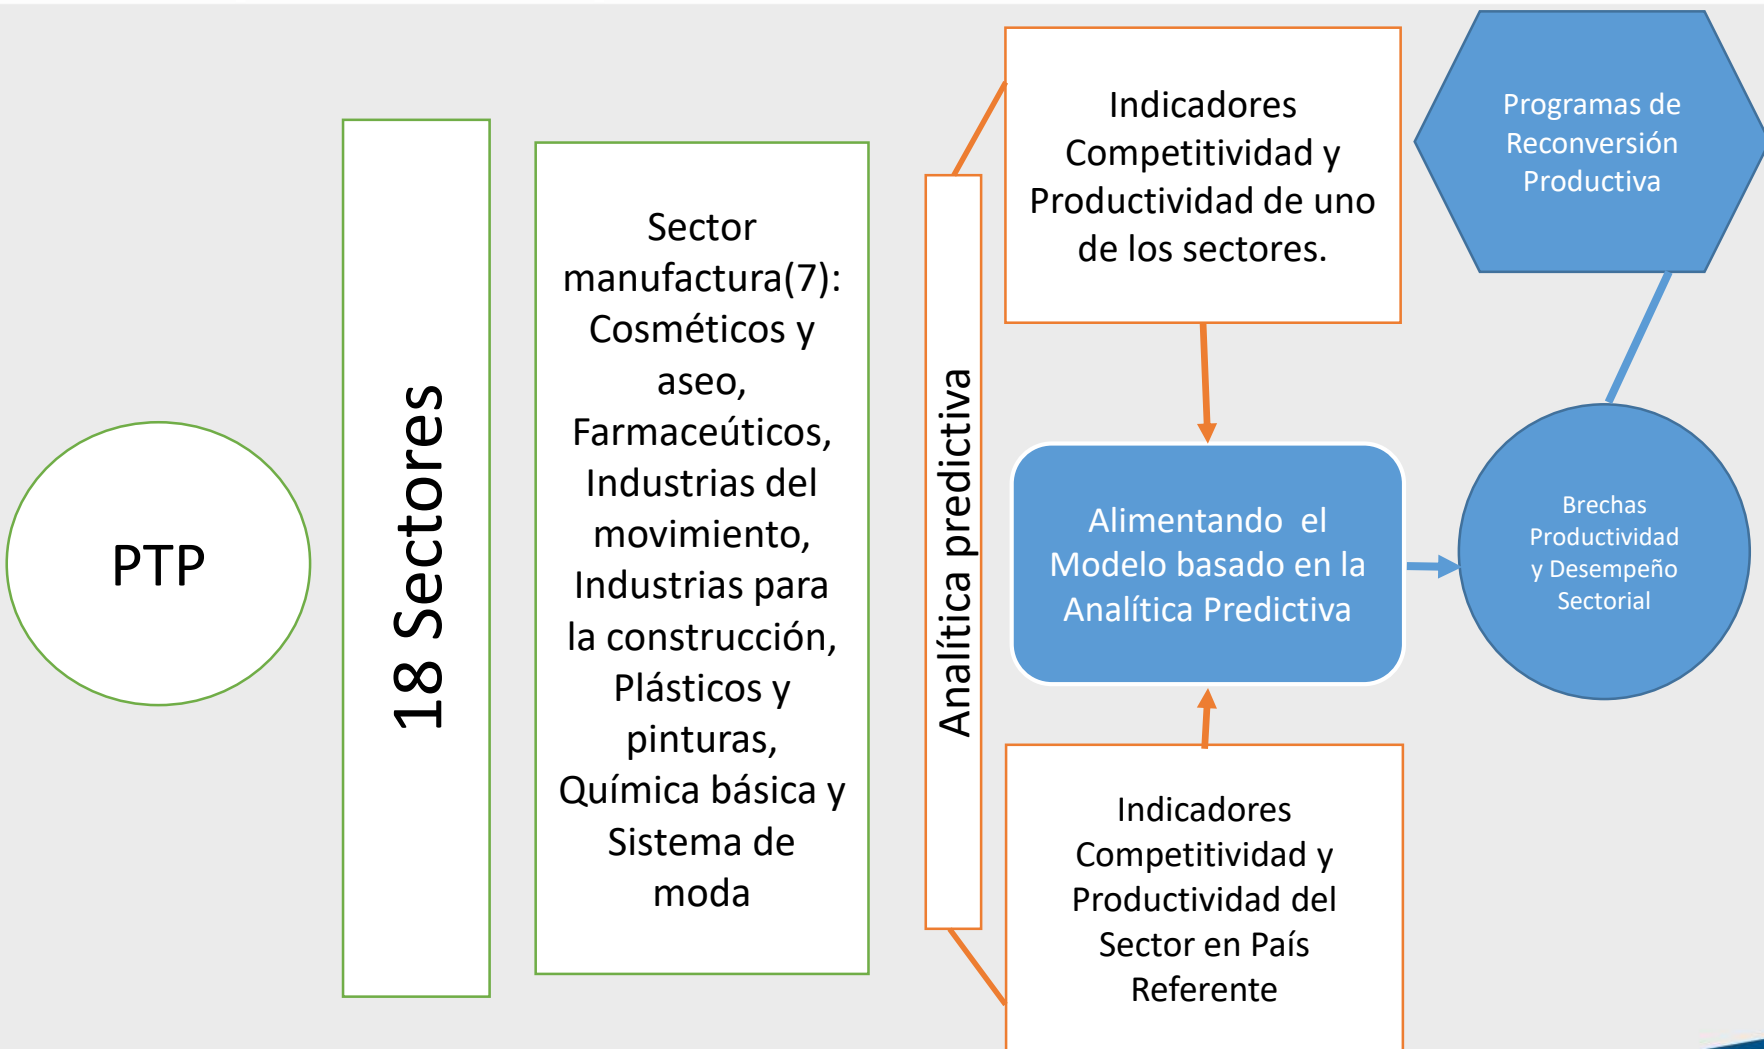 PTP
18 Sectores
Sector
manufactura(7):
Cosméticos y
aseo,
Farmaceúticos,
Industrias del
movimiento,
Industrias para
la construcción,
Plásticos y
pinturas,
Química básica y
Sistema de
moda
Analítica predictiva
Indicadores
Competitividad y
Productividad de uno
de los sectores.
Alimentando el
Modelo basado en la
Analítica Predictiva
Indicadores
Competitividad y
Productividad del
Sector en País
Referente
Programas de
Reconversión
Productiva
Brechas
Productividad
y Desempeño
Sectorial